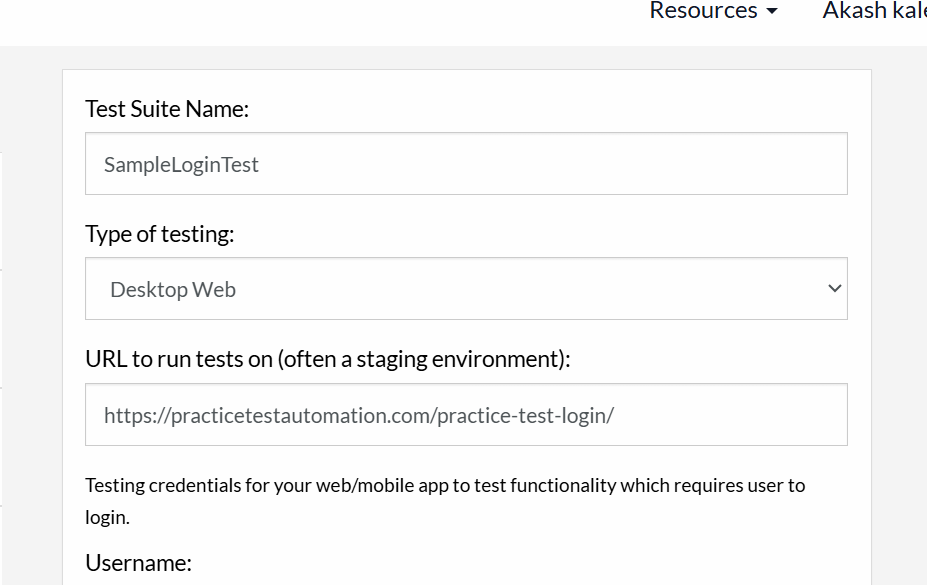 Resources Akash kale
Test Suite Name:
SampleLoginTest
Type of testing:
Desktop Web
URL to run tests on (often a staging environment):
https://practicetestautomation.com/practice-test-login/
Testing credentials for your web/mobile app to test functionality which requires user to
login.
Username: